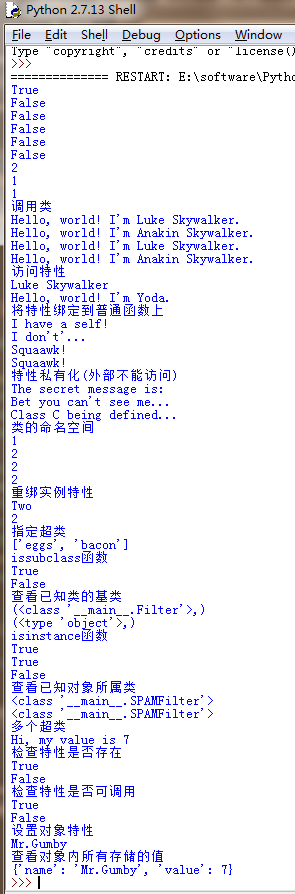 Python 2.7.13 Shell
File Edit Shell Debug Options Window
Type "copyright", "credits" or "license()
>>>
============== RESTART: E:\software\Pytho
True
False
False
False
False
False
2
1
1
调用类
Hello, world! I'm Luke Skywalker.
Hello, world! I'm Anakin Skywalker.
Hello, world! I'm Luke Skywalker.
Hello, world! I'm Anakin Skywalker.
访问特性
Luke Skywalker
Hello, world! I'm Yoda.
将特性绑定到普通函数上
I have a self!
I don't'...
Squaawk!
Squaawk!
特性私有化(外部不能访问)
The secret message is:
Bet you can't see me...
Class C being defined...
类的命名空间
1
2
2
2
重绑实例特性
Two
2
指定超类
['eggs', 'bacon']
issubclass函数
True
False
查看已知类的基类
(<class '__main__.Filter'>,)
(<type 'object'>,)
isinstance函数
True
True
False
查看已知对象所属类
<class '__main__.SPAMFilter'>
<class '__main__.SPAMFilter'>
多个超类
Hi, my value is 7
检查特性是否存在
True
False
检查特性是否可调用
True
False
设置对象特性
Mr.Gumby
查看对象内所有存储的值
{'name': 'Mr.Gumby', 'value': 7}
>>>